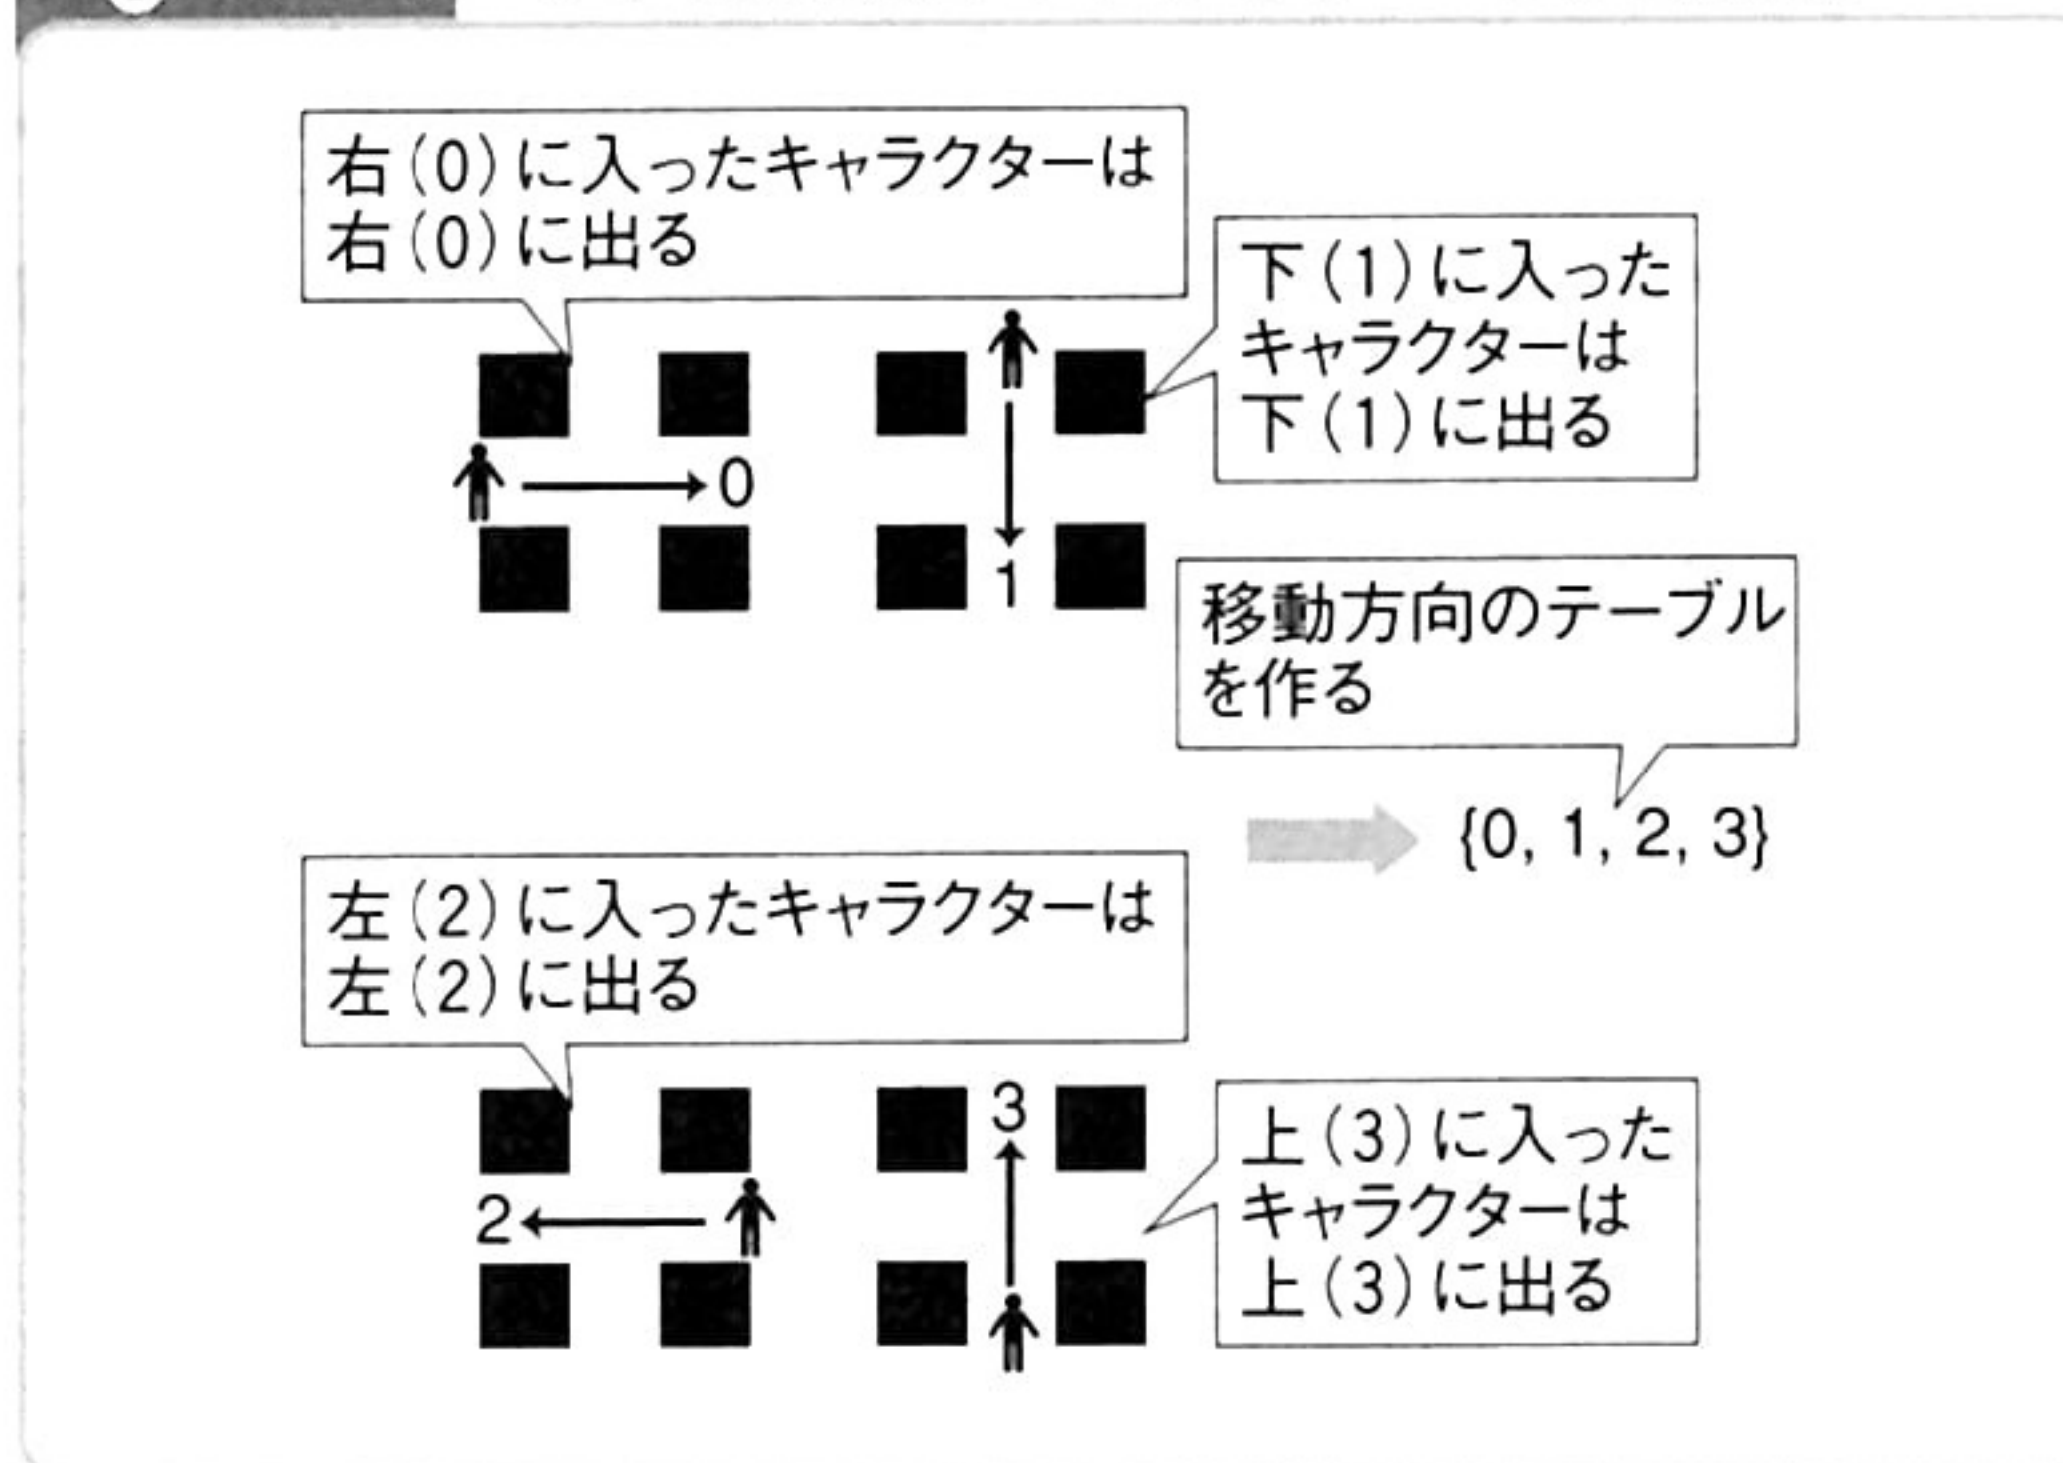 右(0)に入ったキャラクターは
右(0)に出る
下(1)に入った
キャラクターは
下(1)に出る
0
1
移動方向のテーブル
を作る
{0, 1, 2, 3}
左(2)に入ったキャラクターは
左(2)に出る
3
2
上(3)に入った
キャラクターは
上(3)に出る